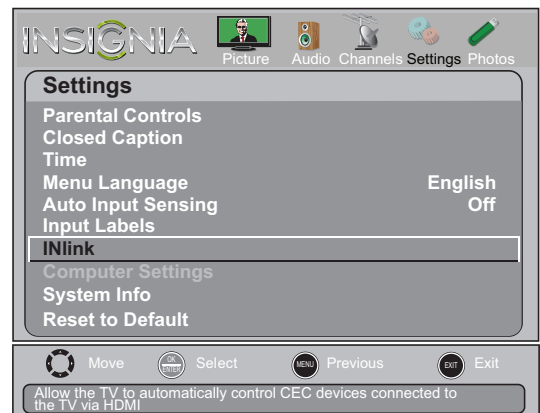 INSIGNIA
Picture Audio Channels Settings Photos
Settings
Parental Controls
Closed Caption
Time
Menu Language English
Auto Input Sensing Off
Input Labels
INlink
Computer Settings
System Info
Reset to Default
Move OK ENTER Select MENU Previous EXIT Exit
Allow the TV to automatically control CEC devices connected to
the TV via HDMI